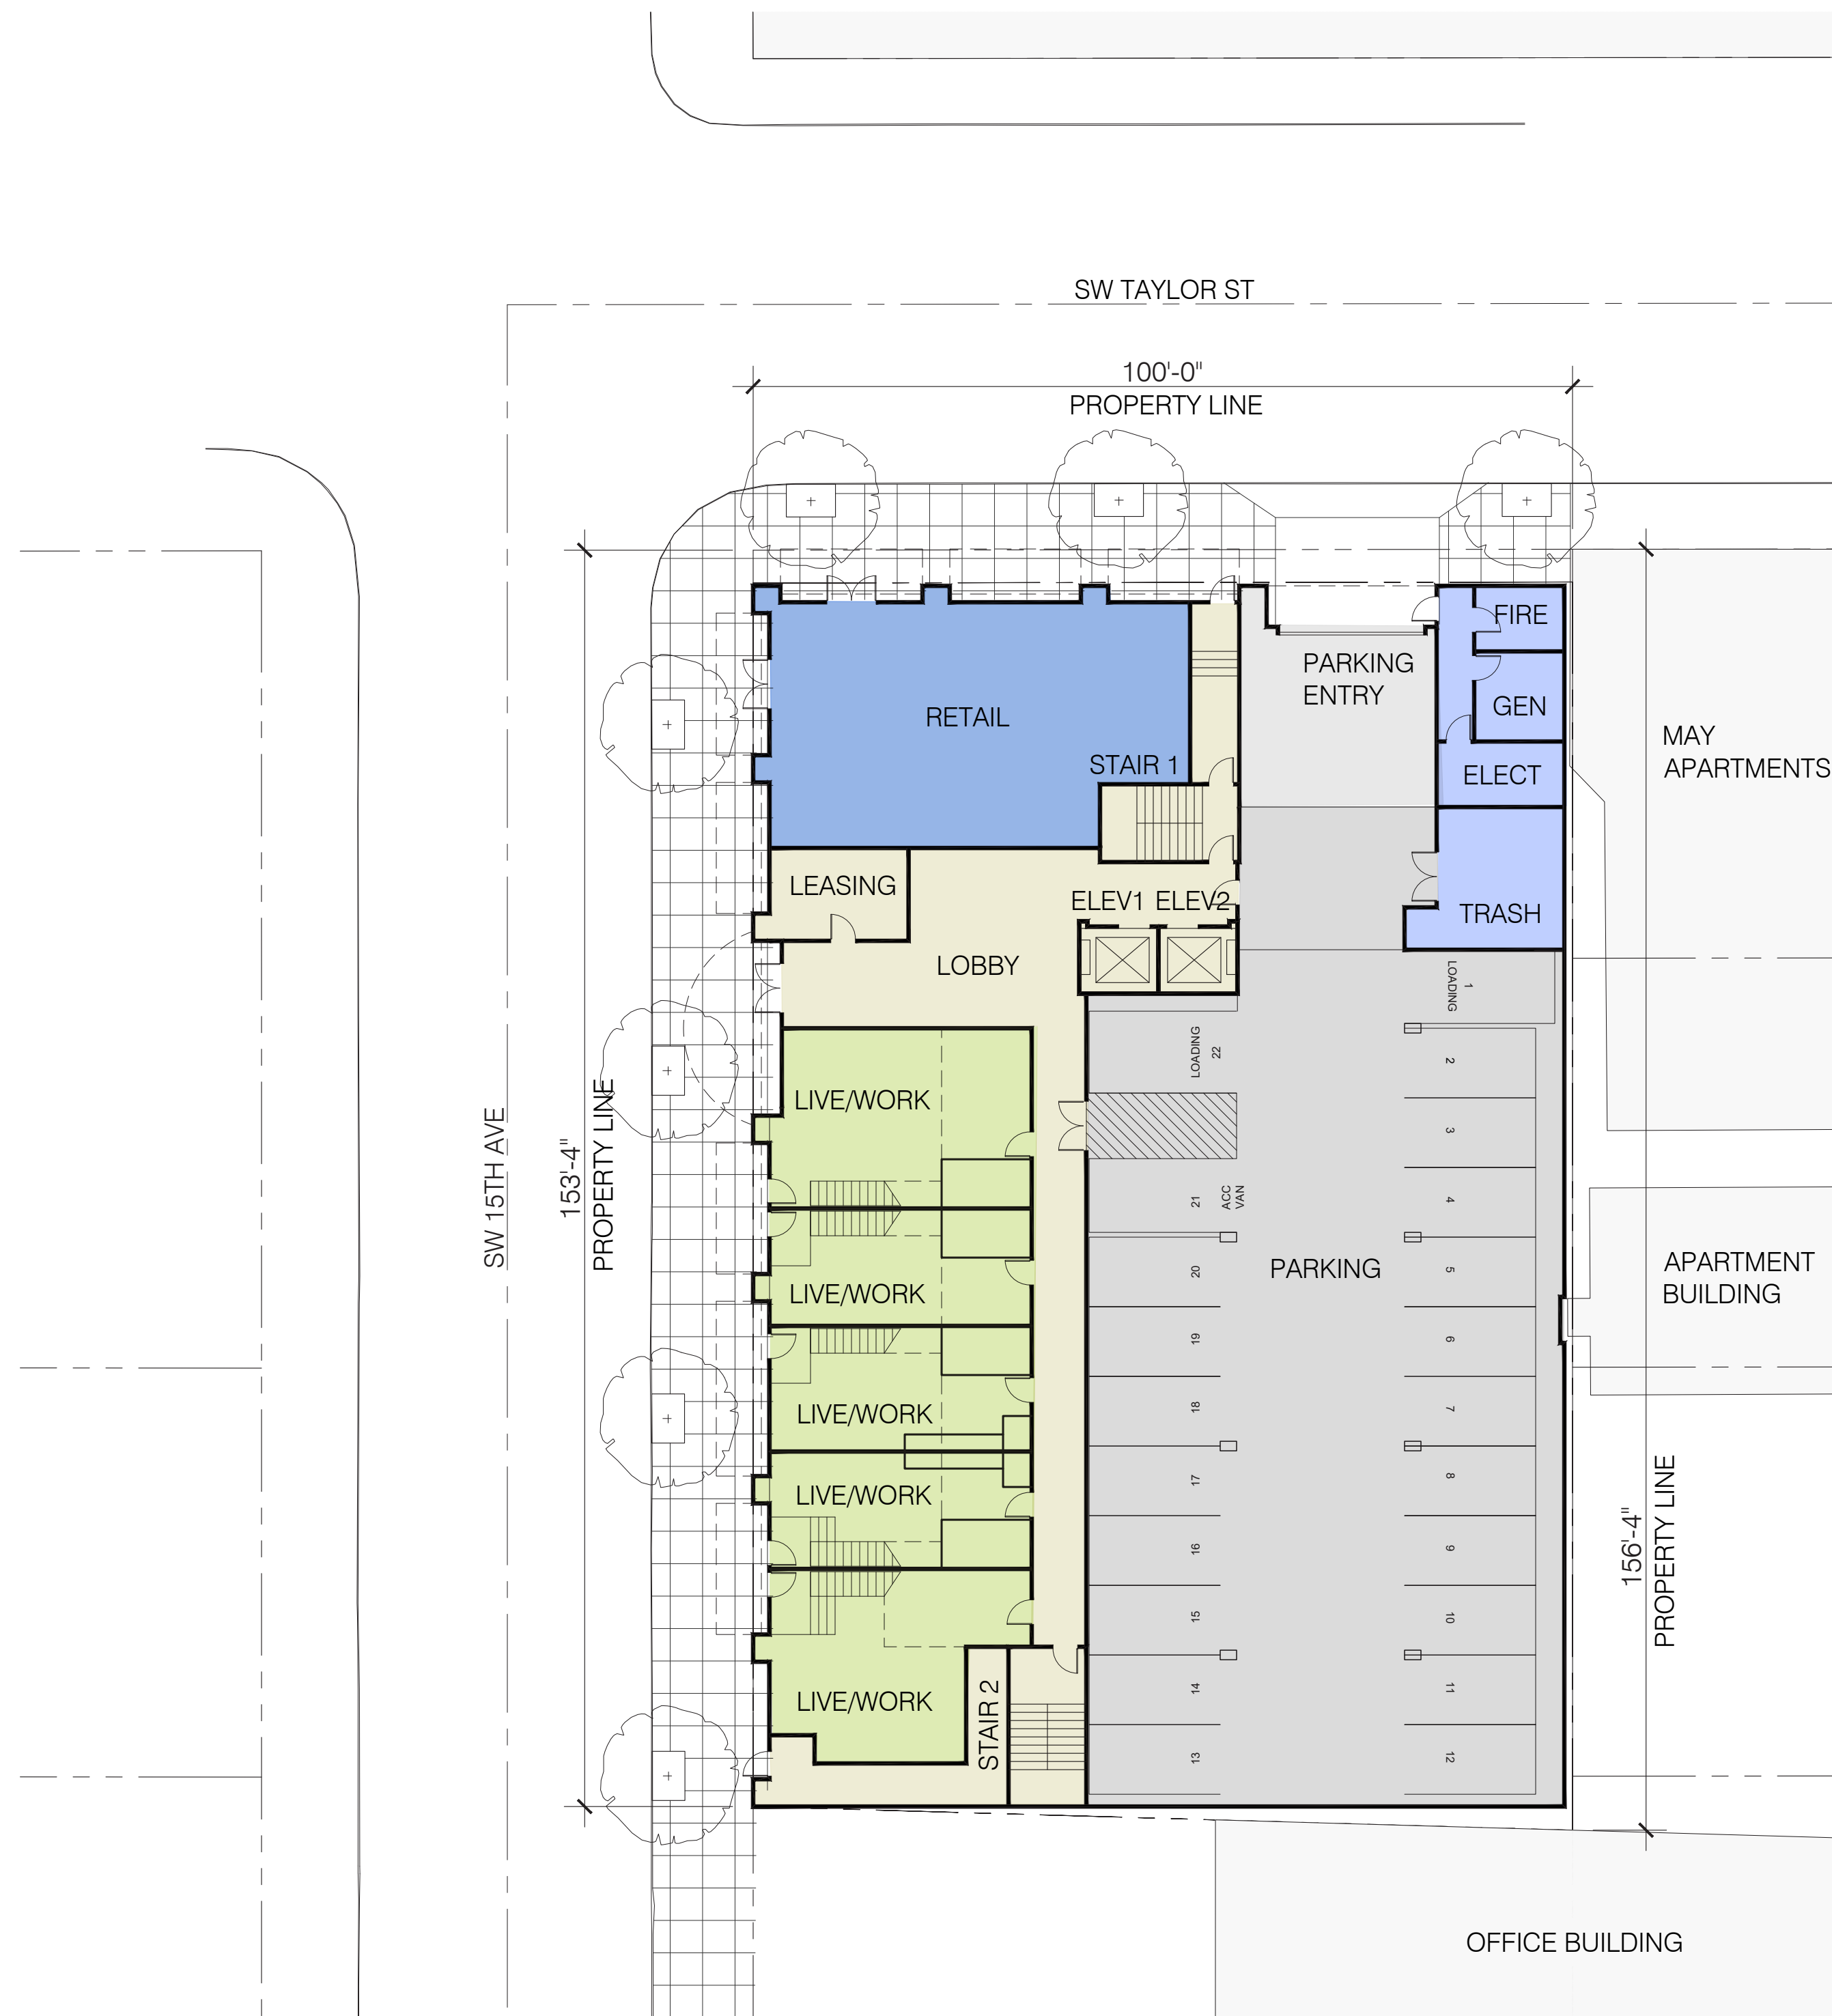 SW TAYLOR ST
100'-0"
PROPERTY LINE
FIRE
PARKING
ENTRY
GEN
RETAIL
MAY
APARTMENTS
STAIR 1
ELECT
LEASING
ELEV1
ELEV2
TRASH
LOBBY
LOADING
1
LOADING
22
2
LIVE/WORK
3
SW 15TH AVE
153'-4"
PROPERTY LINE
21
ACC
VAN
4
PARKING
APARTMENT
BUILDING
20
5
LIVE/WORK
19
6
18
7
LIVE/WORK
17
8
LIVE/WORK
16
9
156'-4"
PROPERTY LINE
15
10
LIVE/WORK
14
11
STAIR 2
13
12
OFFICE BUILDING